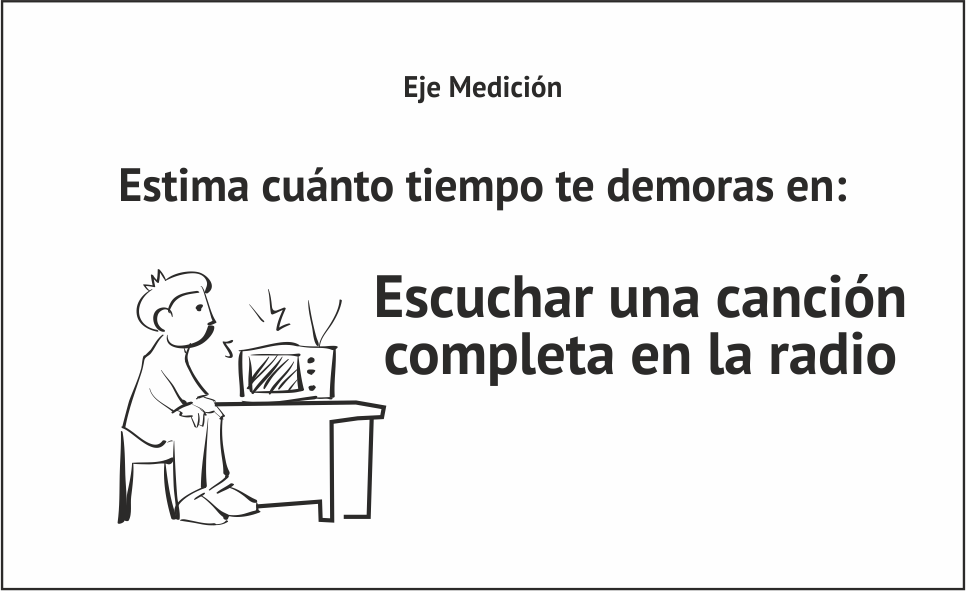 Eje Medición
Estima cuánto tiempo te demoras en:
Escuchar una canción
completa en la radio